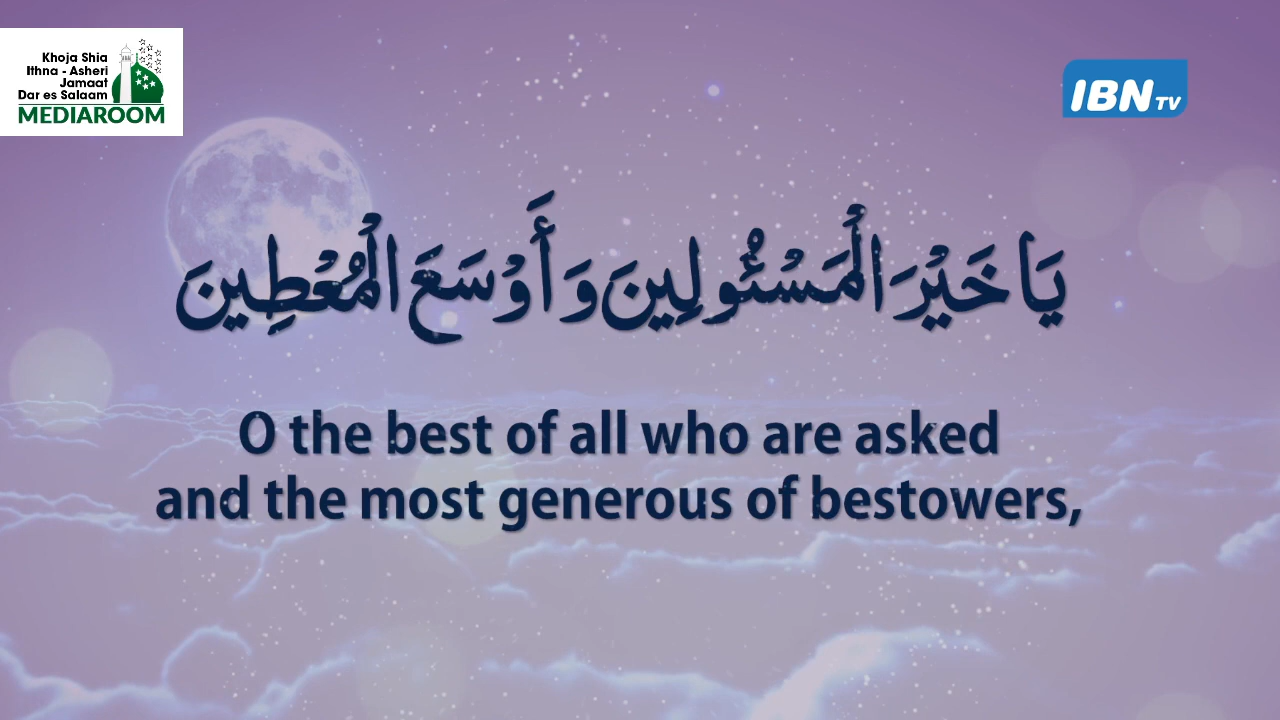 Khoja Shia
Ithna - Asheri
Jamaat
Dar es Salaam
MEDIAROOM
IBN TV
يَا خَيْرَ الْمَسْئُولِينَ وَ أَوْسَعَ الْمُعْطِينَ
O the best of all who are asked
and the most generous of bestowers,